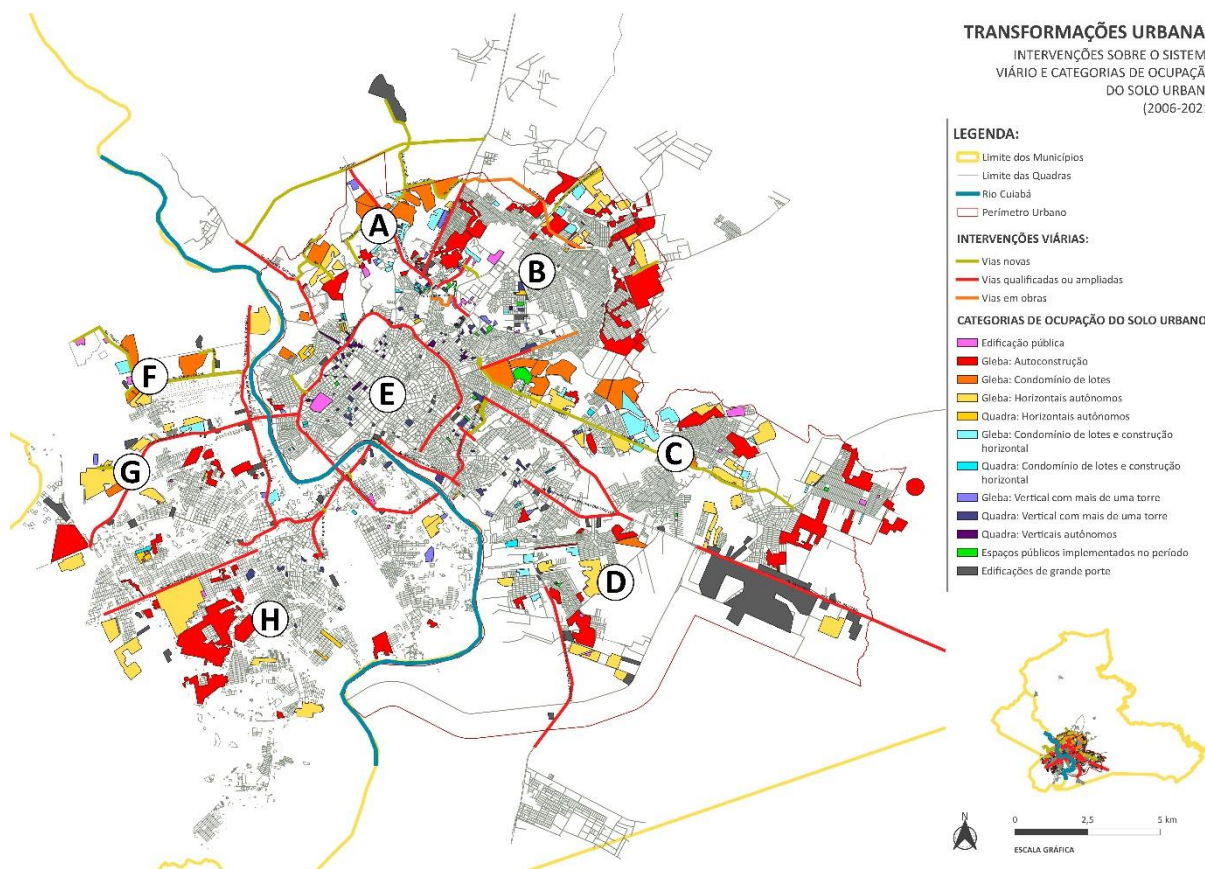 TRANSFORMAÇÕES URBANA
INTERVENÇÕES SOBRE O SISTEM
VIÁRIO E CATEGORIAS DE OCUPAÇÃ
DO SOLO URBAN
(2006-202
LEGENDA:
Limite dos Municípios
Limite das Quadras
Rio Cuiabá
Perímetro Urbano
INTERVENÇÕES VIÁRIAS:
Vias novas
Vias qualificadas ou ampliadas
Vias em obras
CATEGORIAS DE OCUPAÇÃO DO SOLO URBANO
Edificação pública
Gleba: Autoconstrução
Gleba: Condomínio de lotes
Gleba: Horizontais autônomos
Quadra: Horizontais autônomos
Gleba: Condomínio de lotes e construção
horizontal
Quadra: Condomínio de lotes e construção
horizontal
Gleba: Vertical com mais de uma torre
Quadra: Vertical com mais de uma torre
Quadra: Verticais autônomos
Espaços públicos implementados no período
Edificações de grande porte
A
B
F
E
C
G
D
H
N
0 2,5 5 km
ESCALA GRÁFICA